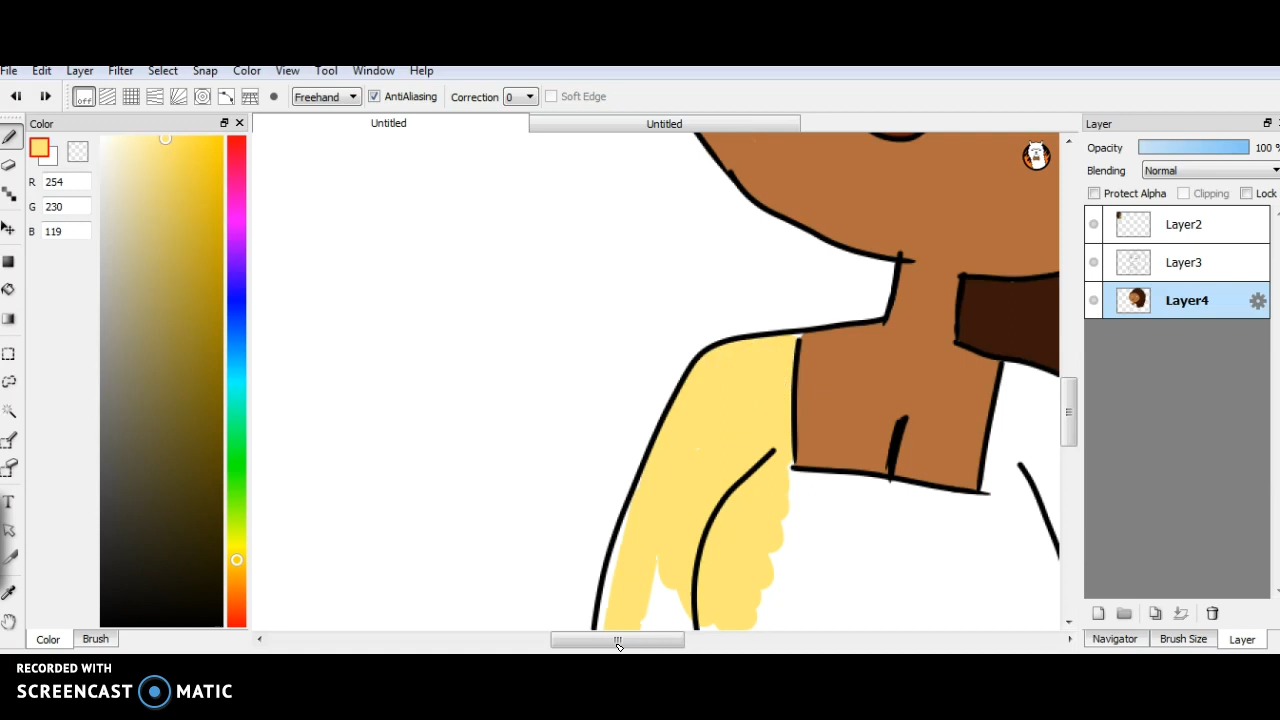 File Edit Layer Filter Select Snap Color View Tool Window Help
off Freehand AntiAliasing Correction 0 Soft Edge
Color Untitled Untitled Layer
R 254
G 230
B 119
Opacity 100 %
Blending Normal
Protect Alpha Clipping Lock
Layer2
Layer3
Layer4
T
Color Brush Navigator Brush Size Layer
RECORDED WITH
SCREENCAST MATIC